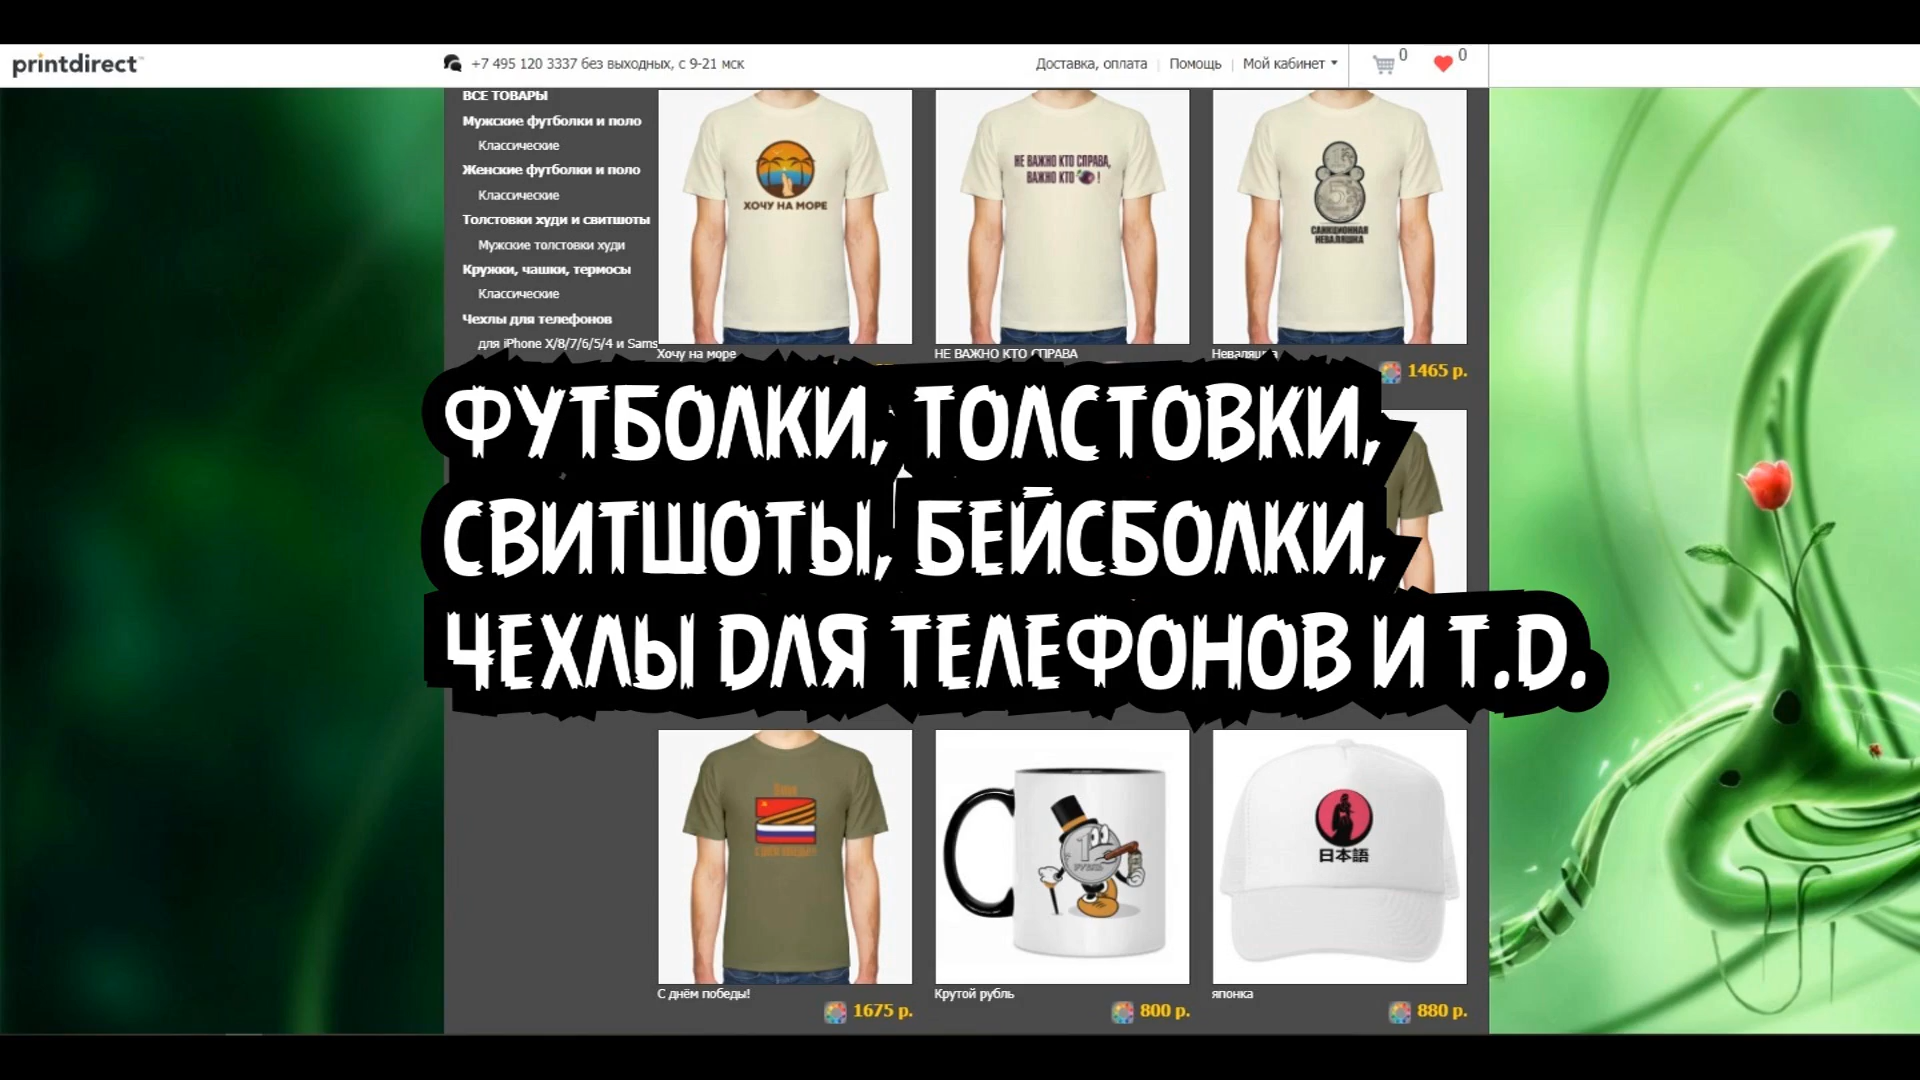 printdirect
+7 495 120 3337 без выходных, с 9-21 мск
Доставка, оплата
Помощь
Мой кабинет
0
0
ВСЕ ТОВАРЫ
Мужские футболки и поло
Классические
Женские футболки и поло
Классические
Толстовки худи и свитшоты
Мужские толстовки худи
Кружки, чашки, термосы
Классические
Чехлы для телефонов
для iPhone X/8/7/6/5/4 и Sams
ХОЧУ НА МОРЕ
НЕ ВАЖНО КТО СПРАВА,
ВАЖНО КТО !
САНКЦИОННАЯ
НЕВАЛЯШКА
Хочу на море
НЕ ВАЖНО КТО СПРАВА
Неваляшка
1465 р.
ФУТБОЛКИ, ТОЛСТОВКИ,
СВИТШОТЫ, БЕЙСБОЛКИ,
ЧЕХЛЫ ДЛЯ ТЕЛЕФОНОВ И Т.Д.
1
РУБЛЬ
日本語
С днём победы!
1675 р.
Крутой рубль
800 р.
японка
880 р.